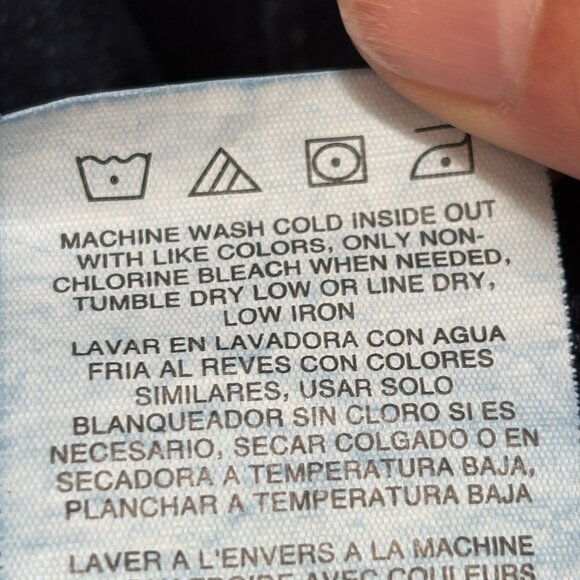 MACHINE WASH COLD INSIDE OUT
WITH LIKE COLORS, ONLY NON-
CHLORINE BLEACH WHEN NEEDED,
TUMBLE DRY LOW OR LINE DRY,
LOW IRON
LAVAR EN LAVADORA CON AGUA
FRIA AL REVES CON COLORES
SIMILARES, USAR SOLO
BLANQUEADOR SIN CLORO SI ES
NECESARIO, SECAR COLGADO O EN
SECADORA A TEMPERATURA BAJA,
PLANCHAR A TEMPERATURA BAJA
LAVER A L'ENVERS A LA MACHINE
AVEC COULEURS